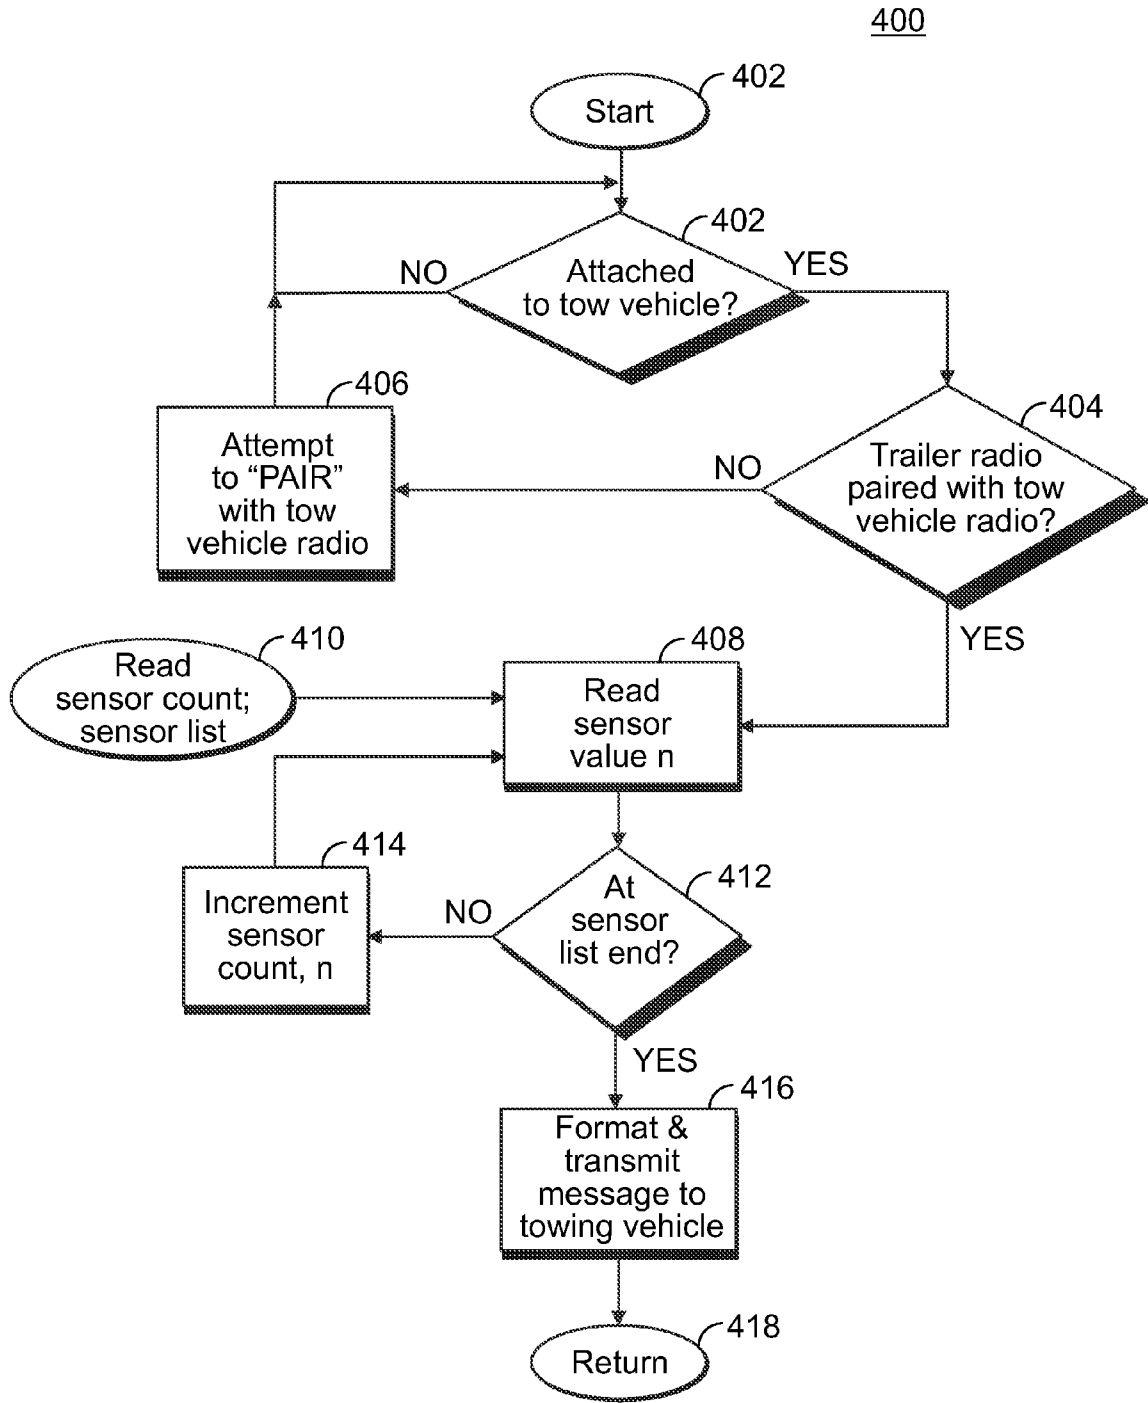 400
402
Start
402
Attached
to tow vehicle?
NO
YES
406
Attempt
to “PAIR”
with tow
vehicle radio
404
Trailer radio
paired with tow
vehicle radio?
NO
YES
410
Read
sensor count;
sensor list
408
Read
sensor
value n
414
Increment
sensor
count, n
412
At
sensor
list end?
NO
YES
416
Format &
transmit
message to
towing vehicle
418
Return